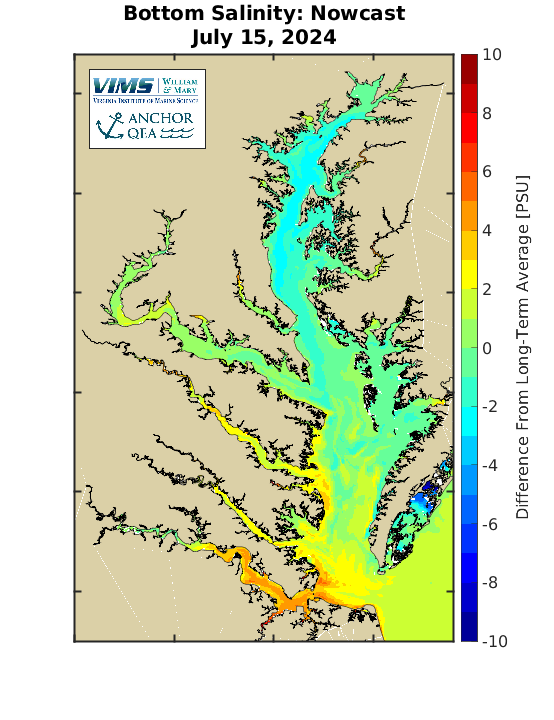 Bottom Salinity: Nowcast
July 15, 2024
VIMS | WILLIAM
& MARY
VIRGINIA INSTITUTE OF MARINE SCIENCE
ANCHOR
QEA
10
8
6
4
2
0
-2
-4
-6
-8
-10
Difference From Long-Term Average [PSU]